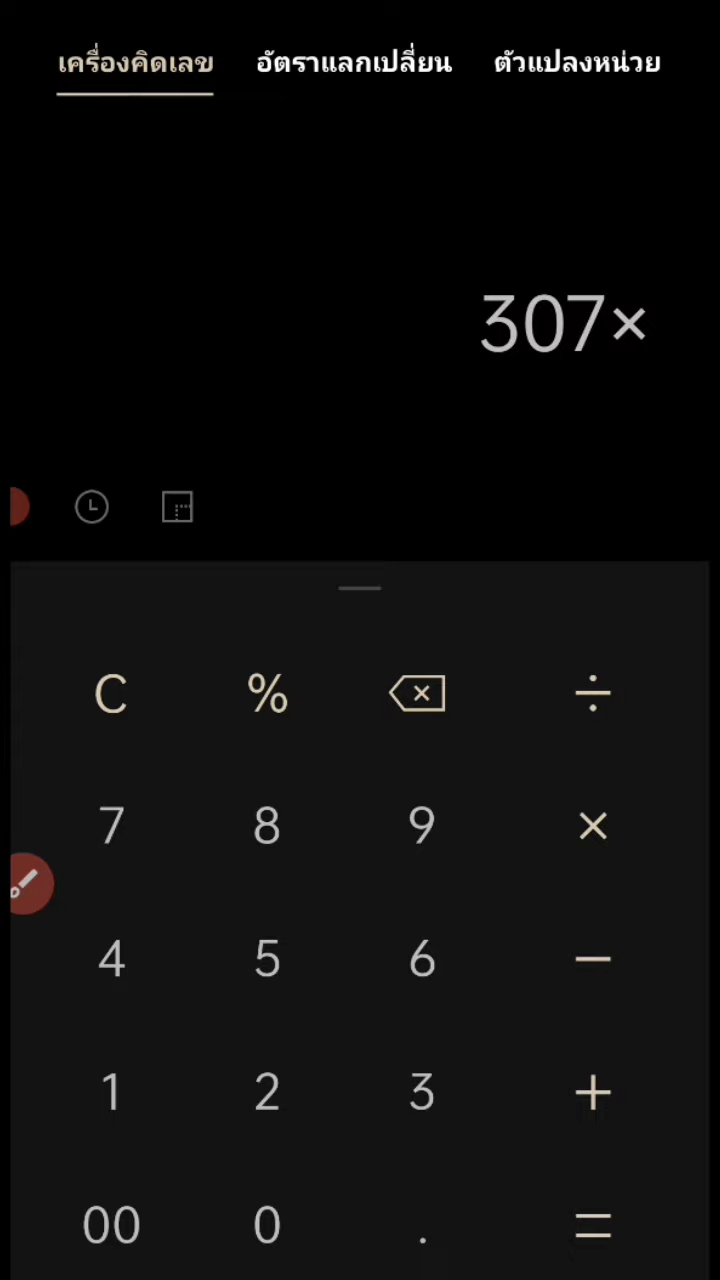 เครื่องคิดเลข อัตราแลกเปลี่ยน ตัวแปลงหน่วย
307×
C % ÷
7 8 9 ×
4 5 6 −
1 2 3 +
00 0 . =